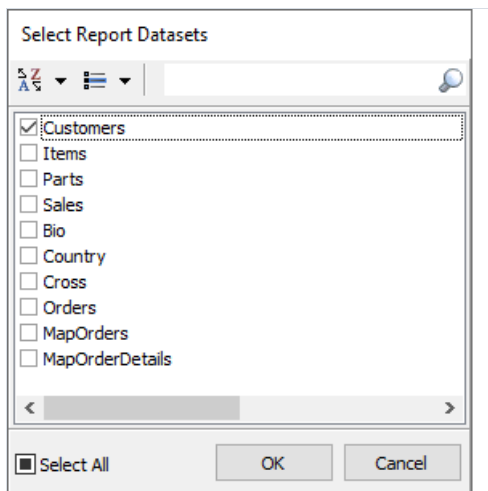 Select Report Datasets
Customers
Items
Parts
Sales
Bio
Country
Cross
Orders
MapOrders
MapOrderDetails
Select All OK Cancel